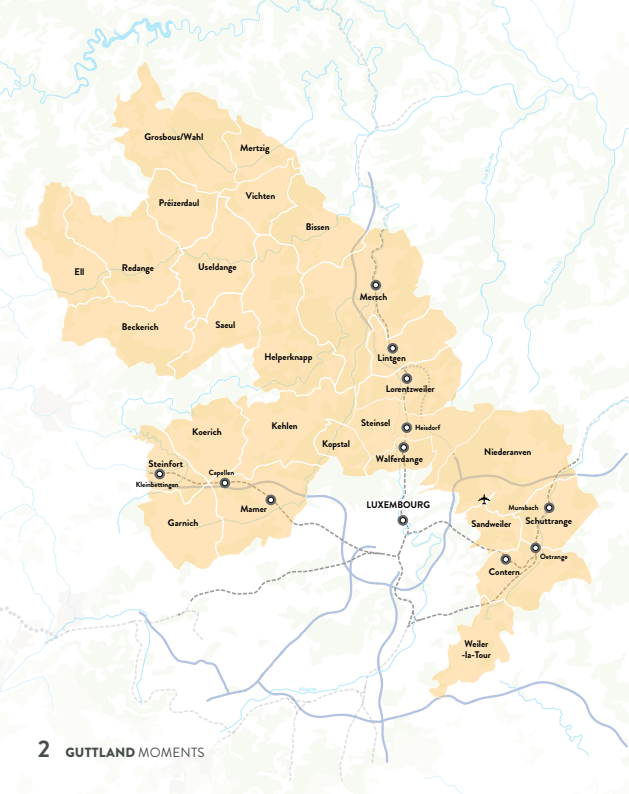 Grosbous/Wahl
Mertzig
Préizerdaul
Vichten
Bissen
Ell
Redange
Useldange
Mersch
Beckerich
Saeul
Helperknapp
Lintgen
Lorentzweiler
Koerich
Kehlen
Steinsel
Heisdorf
Kopstal
Walferdange
Niederanven
Steinfort
Capellen
Kleinbettingen
Mamer
Garnich
LUXEMBOURG
Munsbach
Sandweiler
Schuttrange
Oetrange
Contern
Weiler
-la-Tour
Alzette
2 GUTTLAND MOMENTS